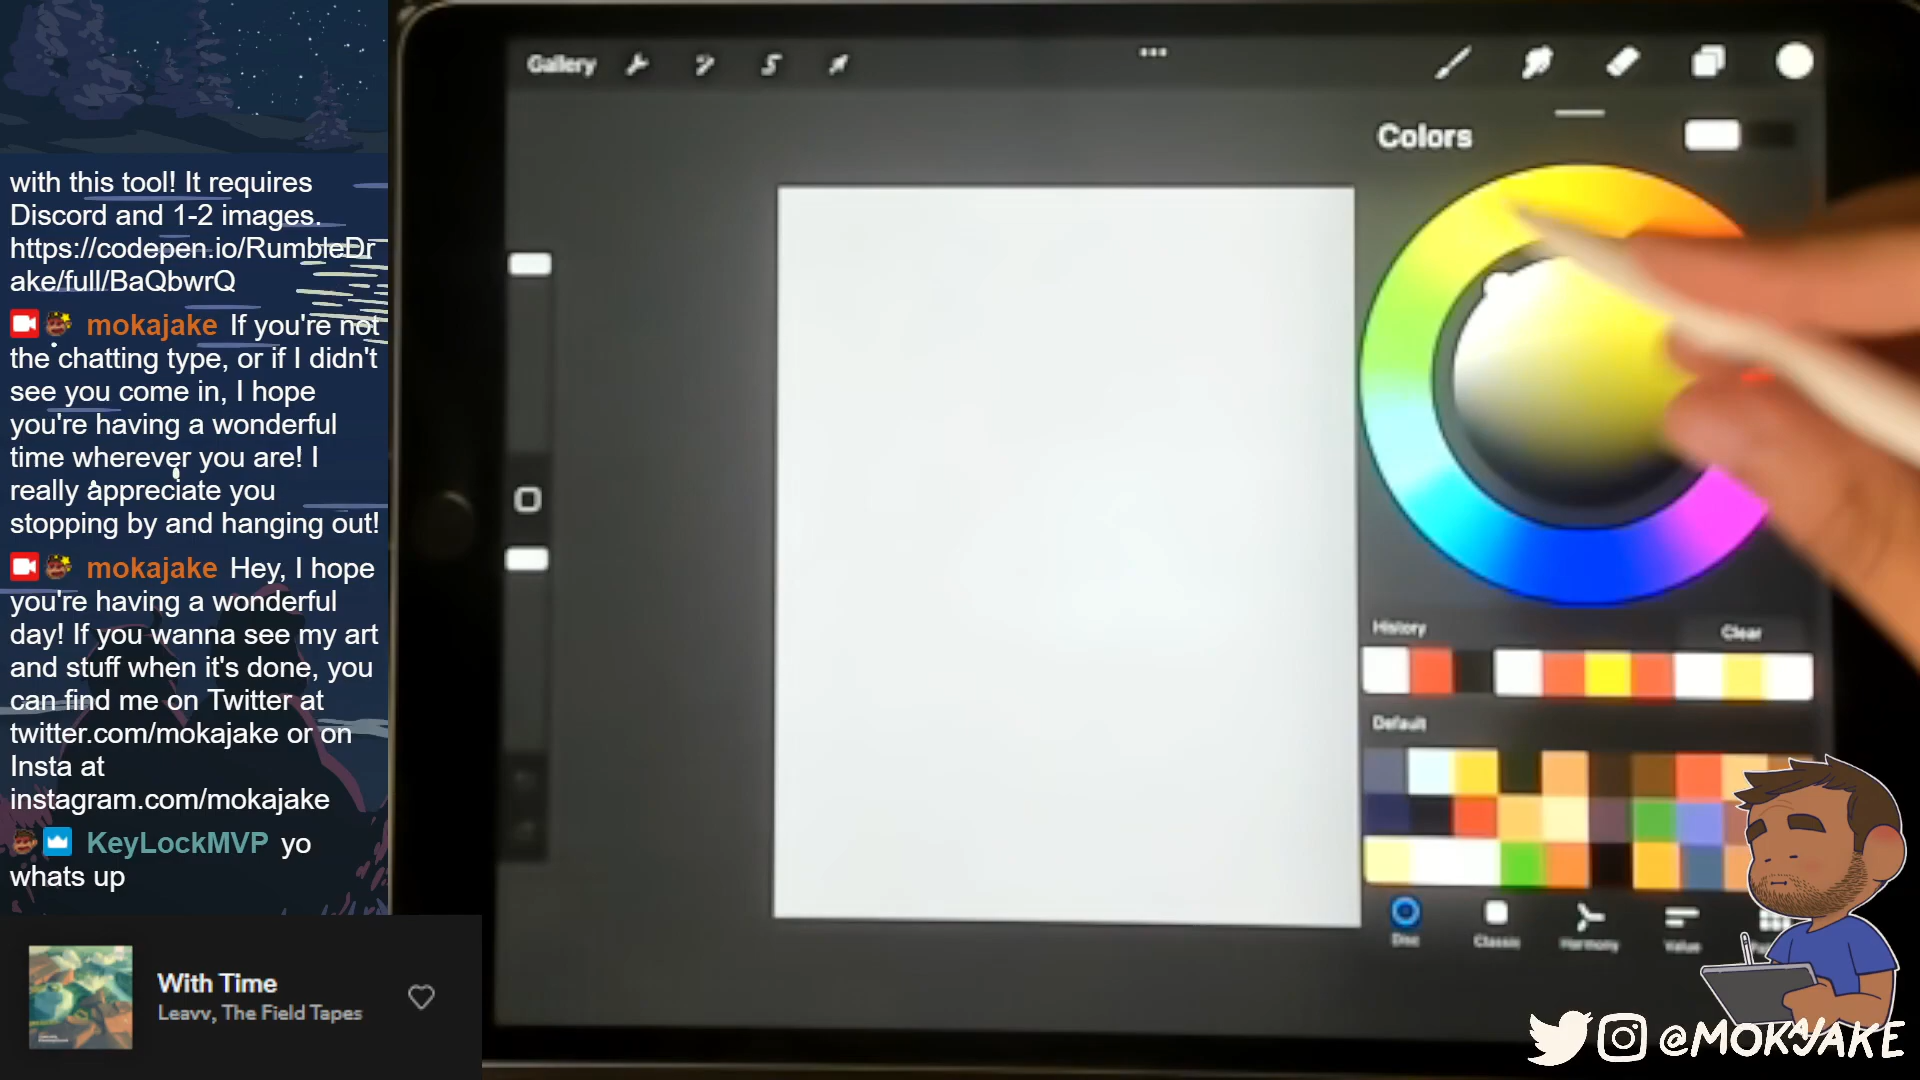 with this tool! It requires
Discord and 1-2 images.
https://codepen.io/RumbleDr
ake/full/BaQbwrQ
mokajake If you're not
the chatting type, or if I didn't
see you come in, I hope
you're having a wonderful
time wherever you are! I
really appreciate you
stopping by and hanging out!
mokajake Hey, I hope
you're having a wonderful
day! If you wanna see my art
and stuff when it's done, you
can find me on Twitter at
twitter.com/mokajake or on
Insta at
instagram.com/mokajake
KeyLockMVP yo
whats up
With Time
Leavv, The Field Tapes
Gallery
Colors
History Clear
Default
Disc Classic Harmony Value
@MOKAJAKE